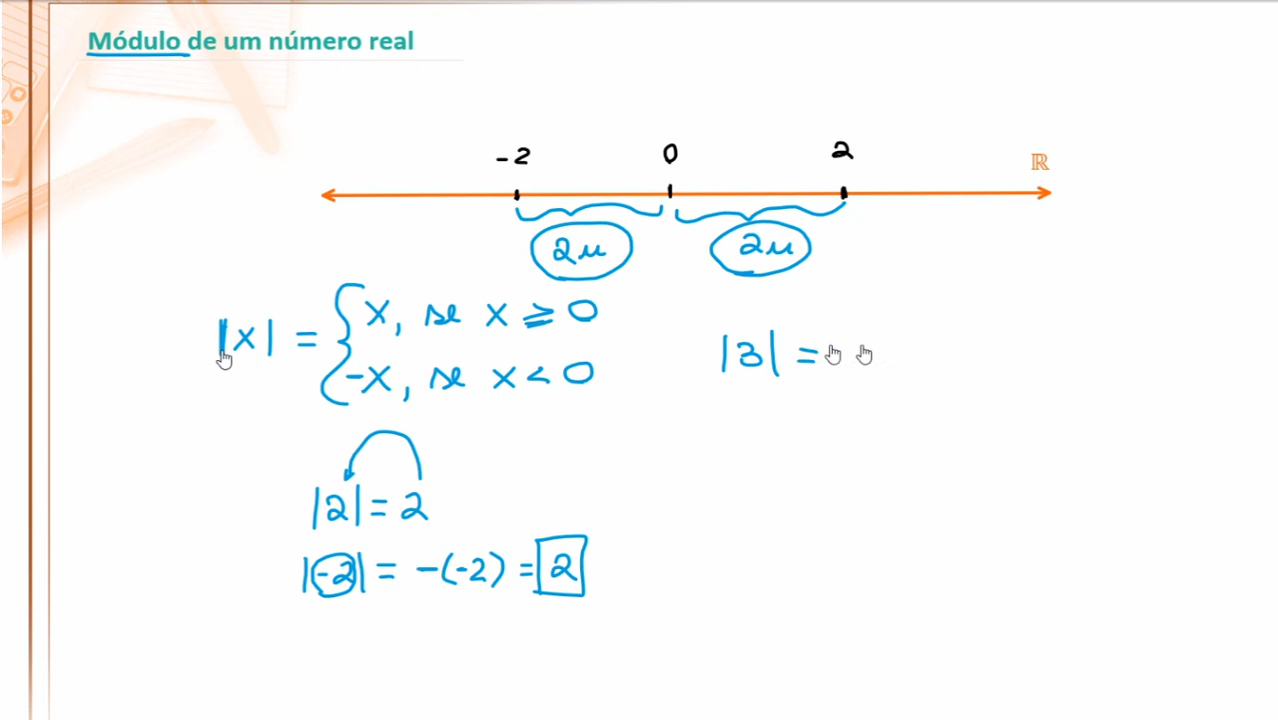 Módulo de um número real
-2 0 2 ℝ
2u 2u
|x| = { x, se x ⩾ 0
-x, se x < 0
|3| =
|2| = 2
|-2| = -(-2) = 2